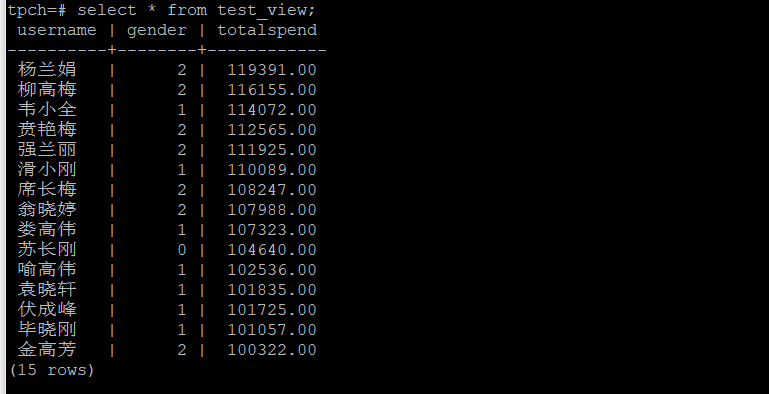 tpch=# select * from test_view;
username | gender | totalspend
----------+--------+------------
杨兰娟 | 2 | 119391.00
柳高梅 | 2 | 116155.00
韦小全 | 1 | 114072.00
贲艳梅 | 2 | 112565.00
强兰丽 | 2 | 111925.00
滑小刚 | 1 | 110089.00
席长梅 | 2 | 108247.00
翁晓婷 | 2 | 107988.00
娄高伟 | 1 | 107323.00
苏长刚 | 0 | 104640.00
喻高伟 | 1 | 102536.00
袁晓轩 | 1 | 101835.00
伏成峰 | 1 | 101725.00
毕晓刚 | 1 | 101057.00
金高芳 | 2 | 100322.00
(15 rows)